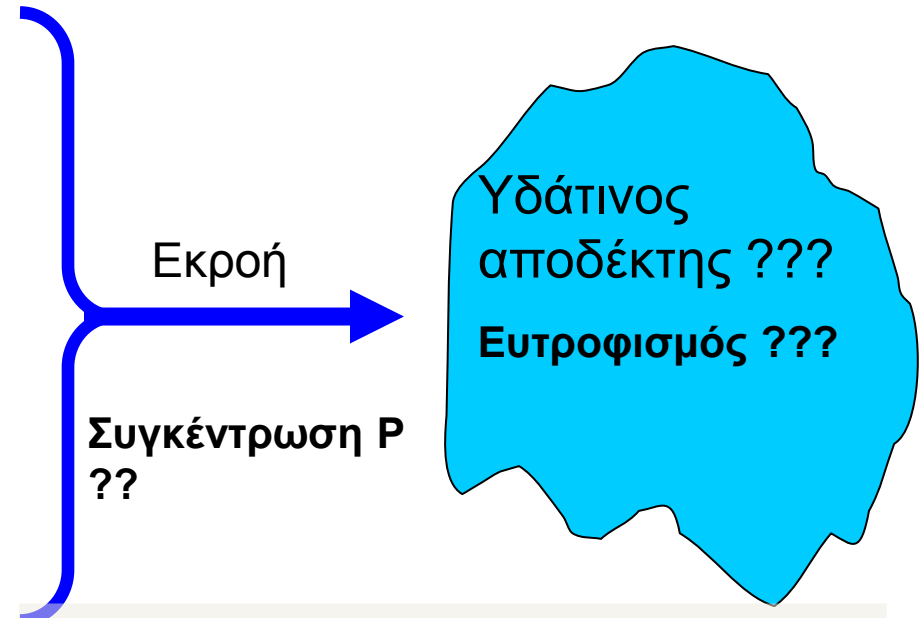 Υδάτινος
αποδέκτης ???
Εκροή
Ευτροφισμός ???
Συγκέντρωση P
??